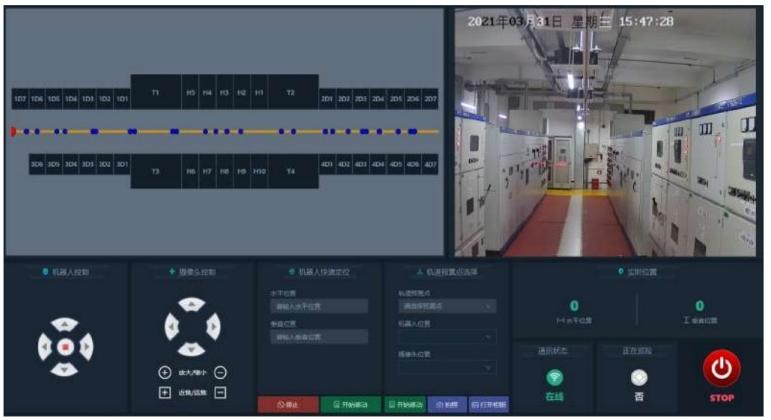 2021年03月31日 星期三 15:47:28
1D7 1D6 1D5 1D4 1D3 1D2 1D1 T1 H5 H4 H3 H2 H1 T2 2D1 2D2 2D3 2D4 2D5 2D6 2D7
3D6 3D5 3D4 3D3 3D2 3D1 T3 H6 H7 H8 H9 H10 T4 4D1 4D2 4D3 4D4 4D5 4D6 4D7
机器人控制
摄像头控制
放大/缩小
近焦/远焦
机器人快速定位
水平位置
请输入水平位置
垂直位置
请输入垂直位置
停止
开始移动
轨道预置点选择
轨道预置点
请选择预置点
机器人位置
摄像头位置
开始移动
拍照
打开相册
实时位置
0
水平位置
0
垂直位置
通讯状态
在线
正在巡检
否
STOP